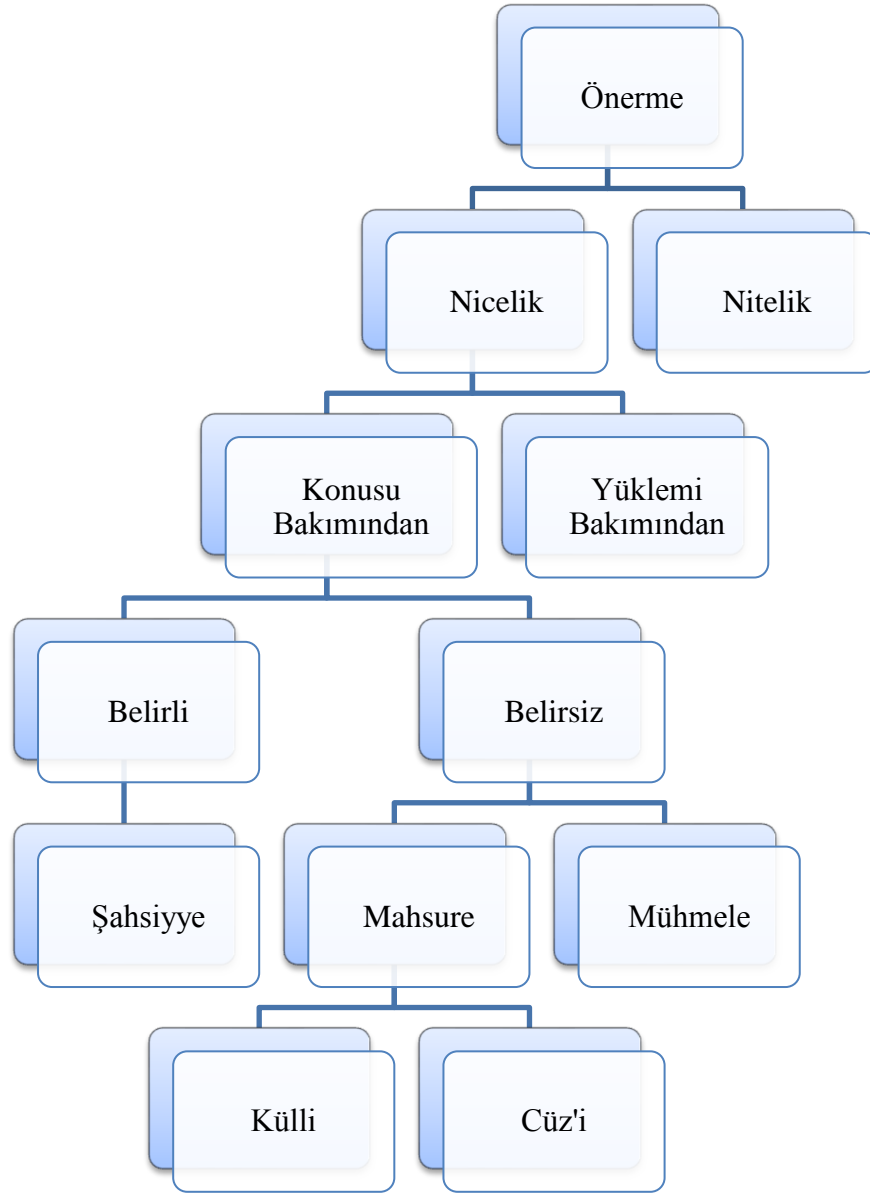 Önerme
Nicelik
Nitelik
Konusu
Bakımından
Yüklemi
Bakımından
Belirli
Belirsiz
Şahsiyye
Mahsure
Mühmele
Külli
Cüz'i